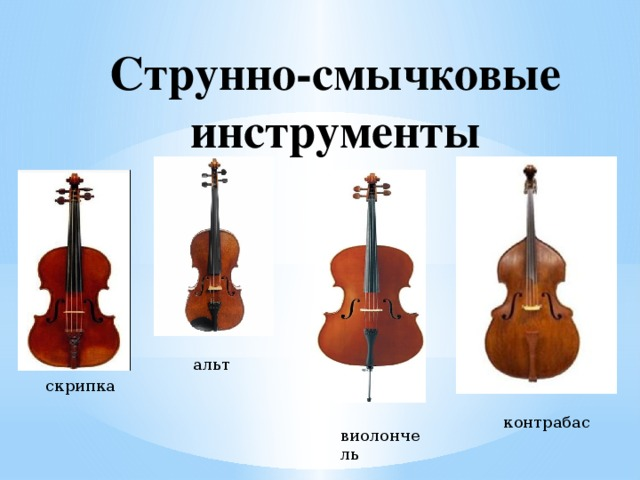 Струнно-смычковые
инструменты
альт
скрипка
контрабас
виолонче
ль